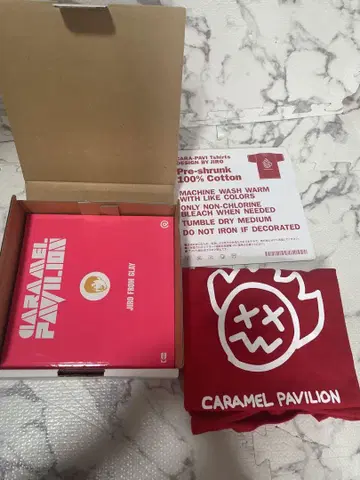 CARAMEL
PAVILION
JIRO FROM GLAY
CARA-PAVI Tshirts
DESIGN BY JIRO
Pre-shrunk
100% Cotton
MACHINE WASH WARM
WITH LIKE COLORS
ONLY NON-CHLORINE
BLEACH WHEN NEEDED
TUMBLE DRY MEDIUM
DO NOT IRON IF DECORATED
CARAMEL PAVILION